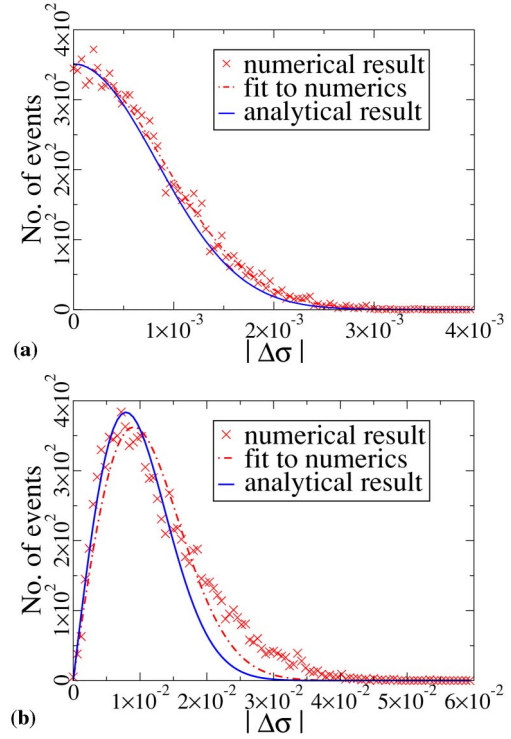 4×10²
3×10²
2×10²
1×10²
0
No. of events
numerical result
fit to numerics
analytical result
0
1×10⁻³
2×10⁻³
3×10⁻³
4×10⁻³
(a)
| Δσ |
4×10²
3×10²
2×10²
1×10²
0
No. of events
numerical result
fit to numerics
analytical result
0
1×10⁻²
2×10⁻²
3×10⁻²
4×10⁻²
5×10⁻²
6×10⁻²
(b)
| Δσ |